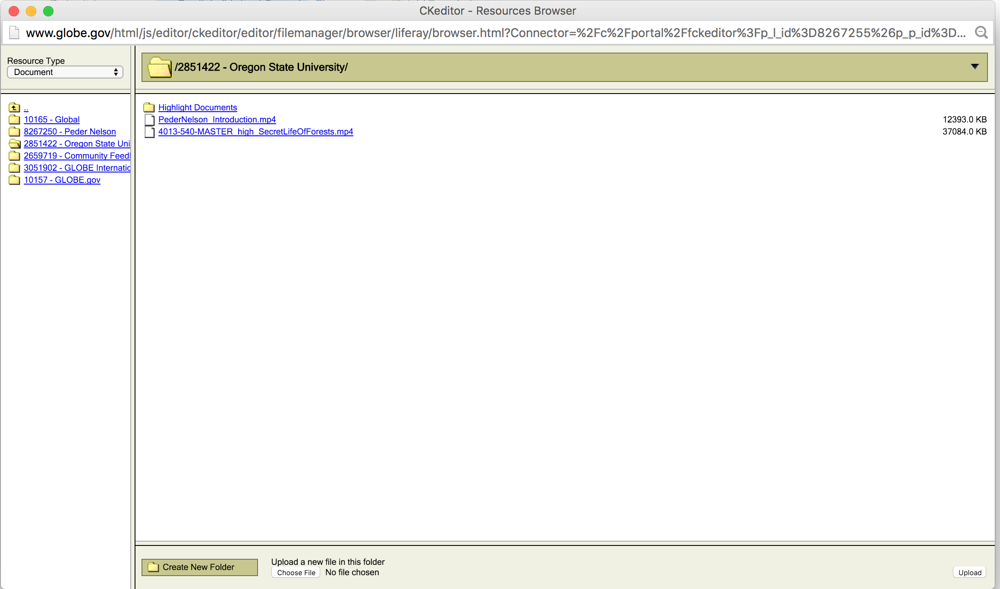 CKeditor - Resources Browser
www.globe.gov/html/js/editor/ckeditor/editor/filemanager/browser/liferay/browser.html?Connector=%2Fc%2Fportal%2Ffckeditor%3Fp_l_id%3D8267255%26p_p_id%3D...
Resource Type
Document
/2851422 - Oregon State University/
..
10165 - Global
8267250 - Peder Nelson
2851422 - Oregon State Uni
2659719 - Community Feed
3051902 - GLOBE Internatio
10157 - GLOBE.gov
Highlight Documents
PederNelson_Introduction.mp4 12393.0 KB
4013-540-MASTER_high_SecretLifeOfForests.mp4 37084.0 KB
Create New Folder
Upload a new file in this folder
Choose File No file chosen
Upload